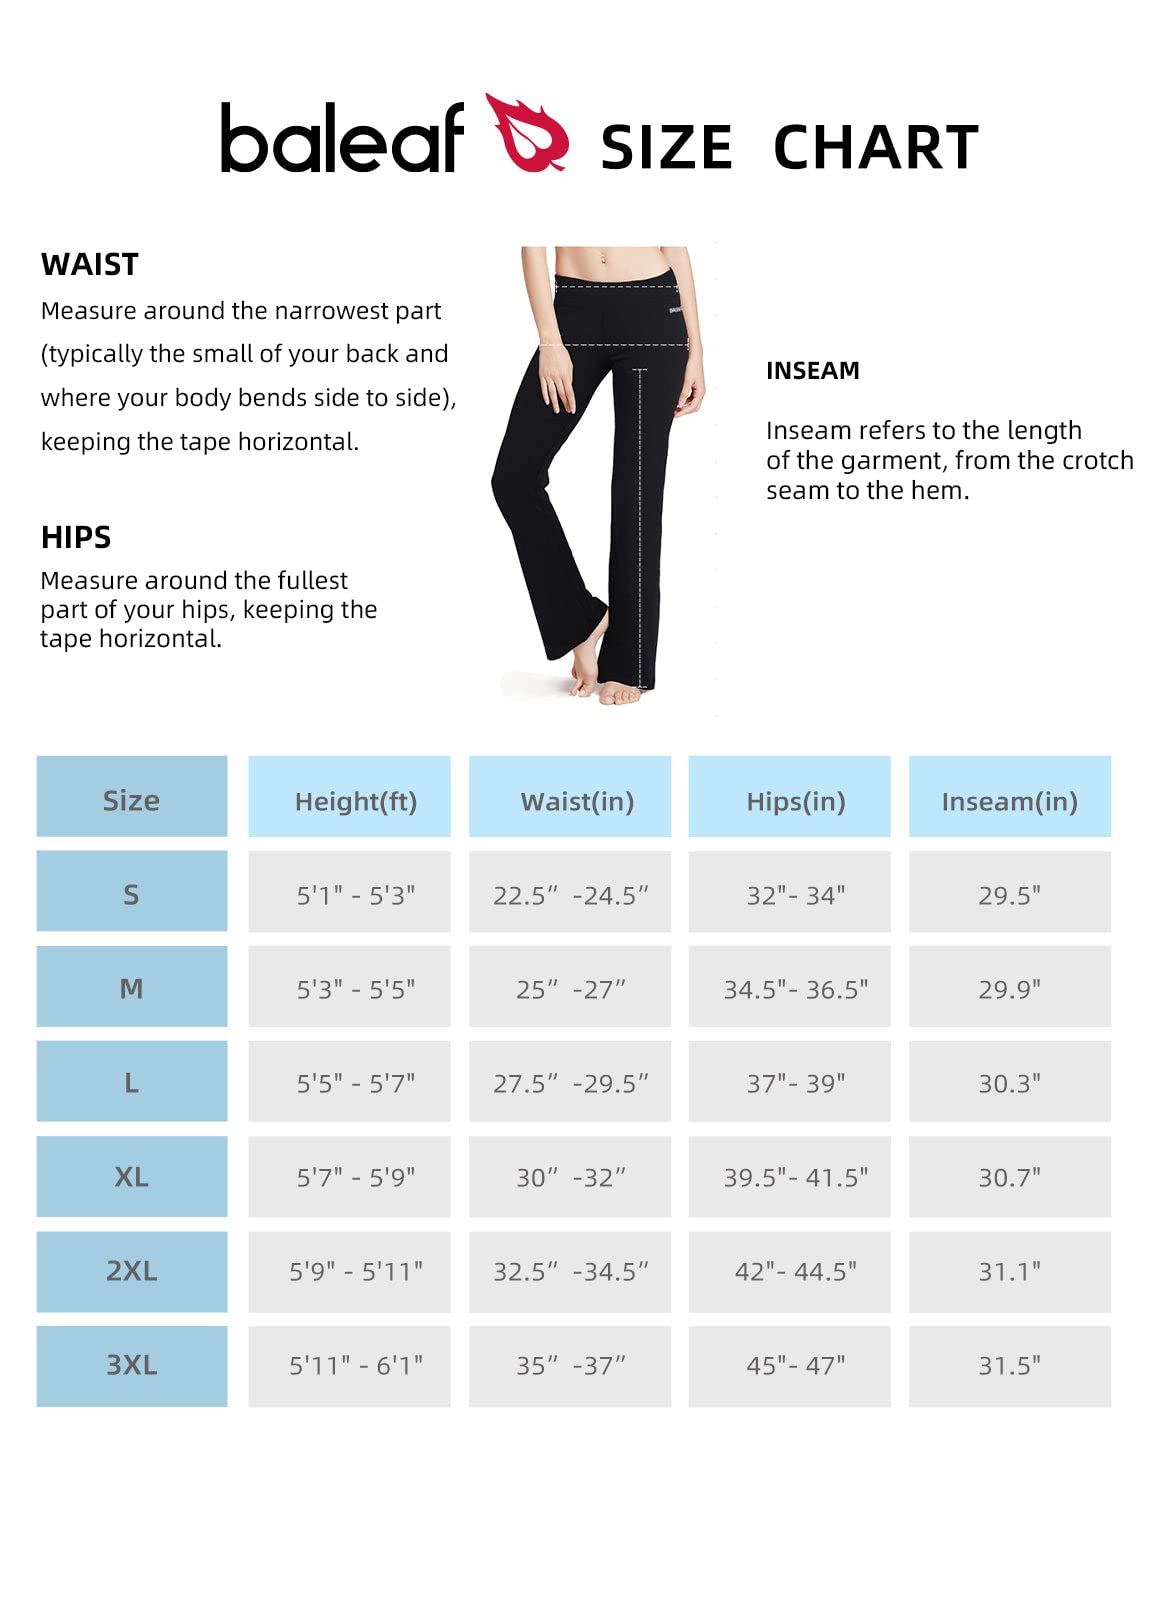 baleaf SIZE CHART
WAIST
Measure around the narrowest part
(typically the small of your back and
where your body bends side to side),
keeping the tape horizontal.
HIPS
Measure around the fullest
part of your hips, keeping the
tape horizontal.
INSEAM
Inseam refers to the length
of the garment, from the crotch
seam to the hem.
Size Height(ft) Waist(in) Hips(in) Inseam(in)
S 5'1" - 5'3" 22.5” -24.5” 32"- 34" 29.5"
M 5'3" - 5'5" 25” -27” 34.5"- 36.5" 29.9"
L 5'5" - 5'7" 27.5” -29.5” 37"- 39" 30.3"
XL 5'7" - 5'9" 30” -32” 39.5"- 41.5" 30.7"
2XL 5'9" - 5'11" 32.5” -34.5” 42"- 44.5" 31.1"
3XL 5'11" - 6'1" 35” -37” 45"- 47" 31.5"